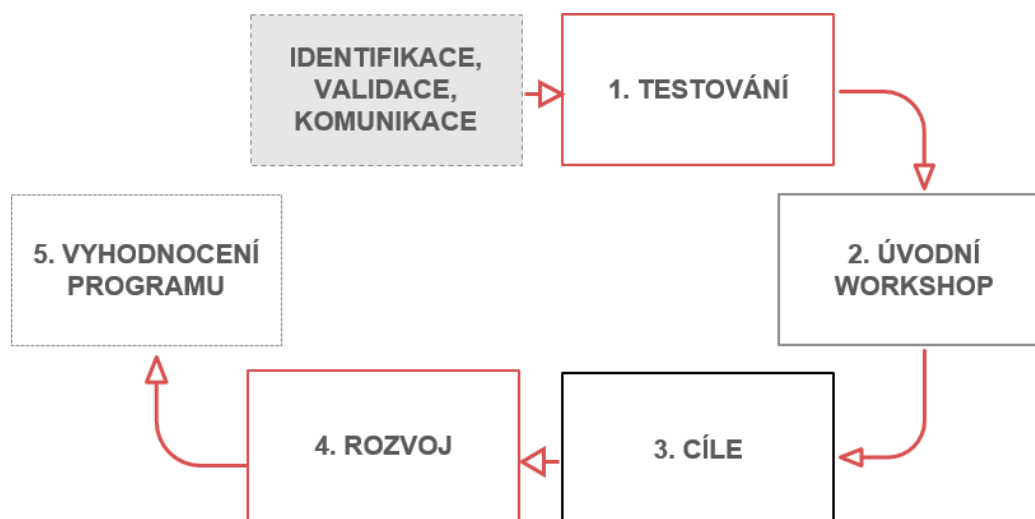 IDENTIFIKACE,
VALIDACE,
KOMUNIKACE
1. TESTOVÁNÍ
2. ÚVODNÍ
WORKSHOP
3. CÍLE
4. ROZVOJ
5. VYHODNOCENÍ
PROGRAMU